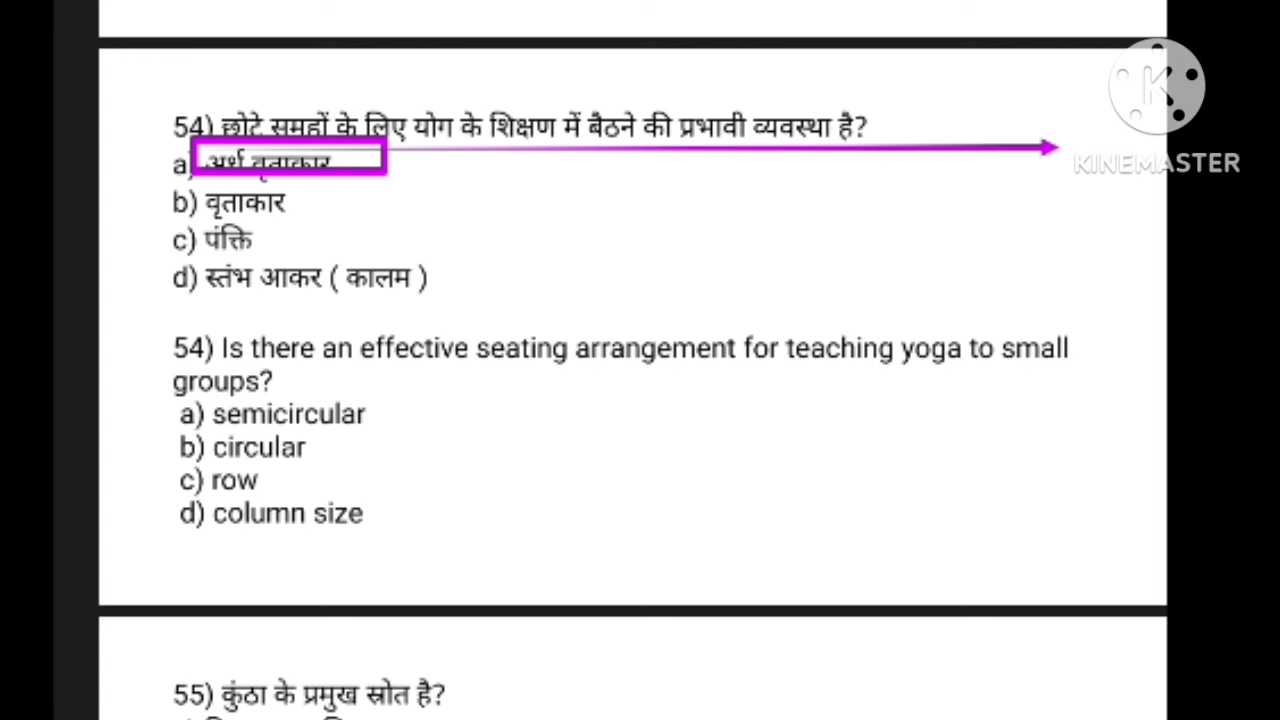 54) छोटे समहों के लिए योग के शिक्षण में बैठने की प्रभावी व्यवस्था है?
KINEMASTER
a) अर्ध वृताकार
b) वृताकार
c) पंक्ति
d) स्तंभ आकर ( कालम )
54) Is there an effective seating arrangement for teaching yoga to small
groups?
a) semicircular
b) circular
c) row
d) column size
55) कुंठा के प्रमुख स्रोत है?